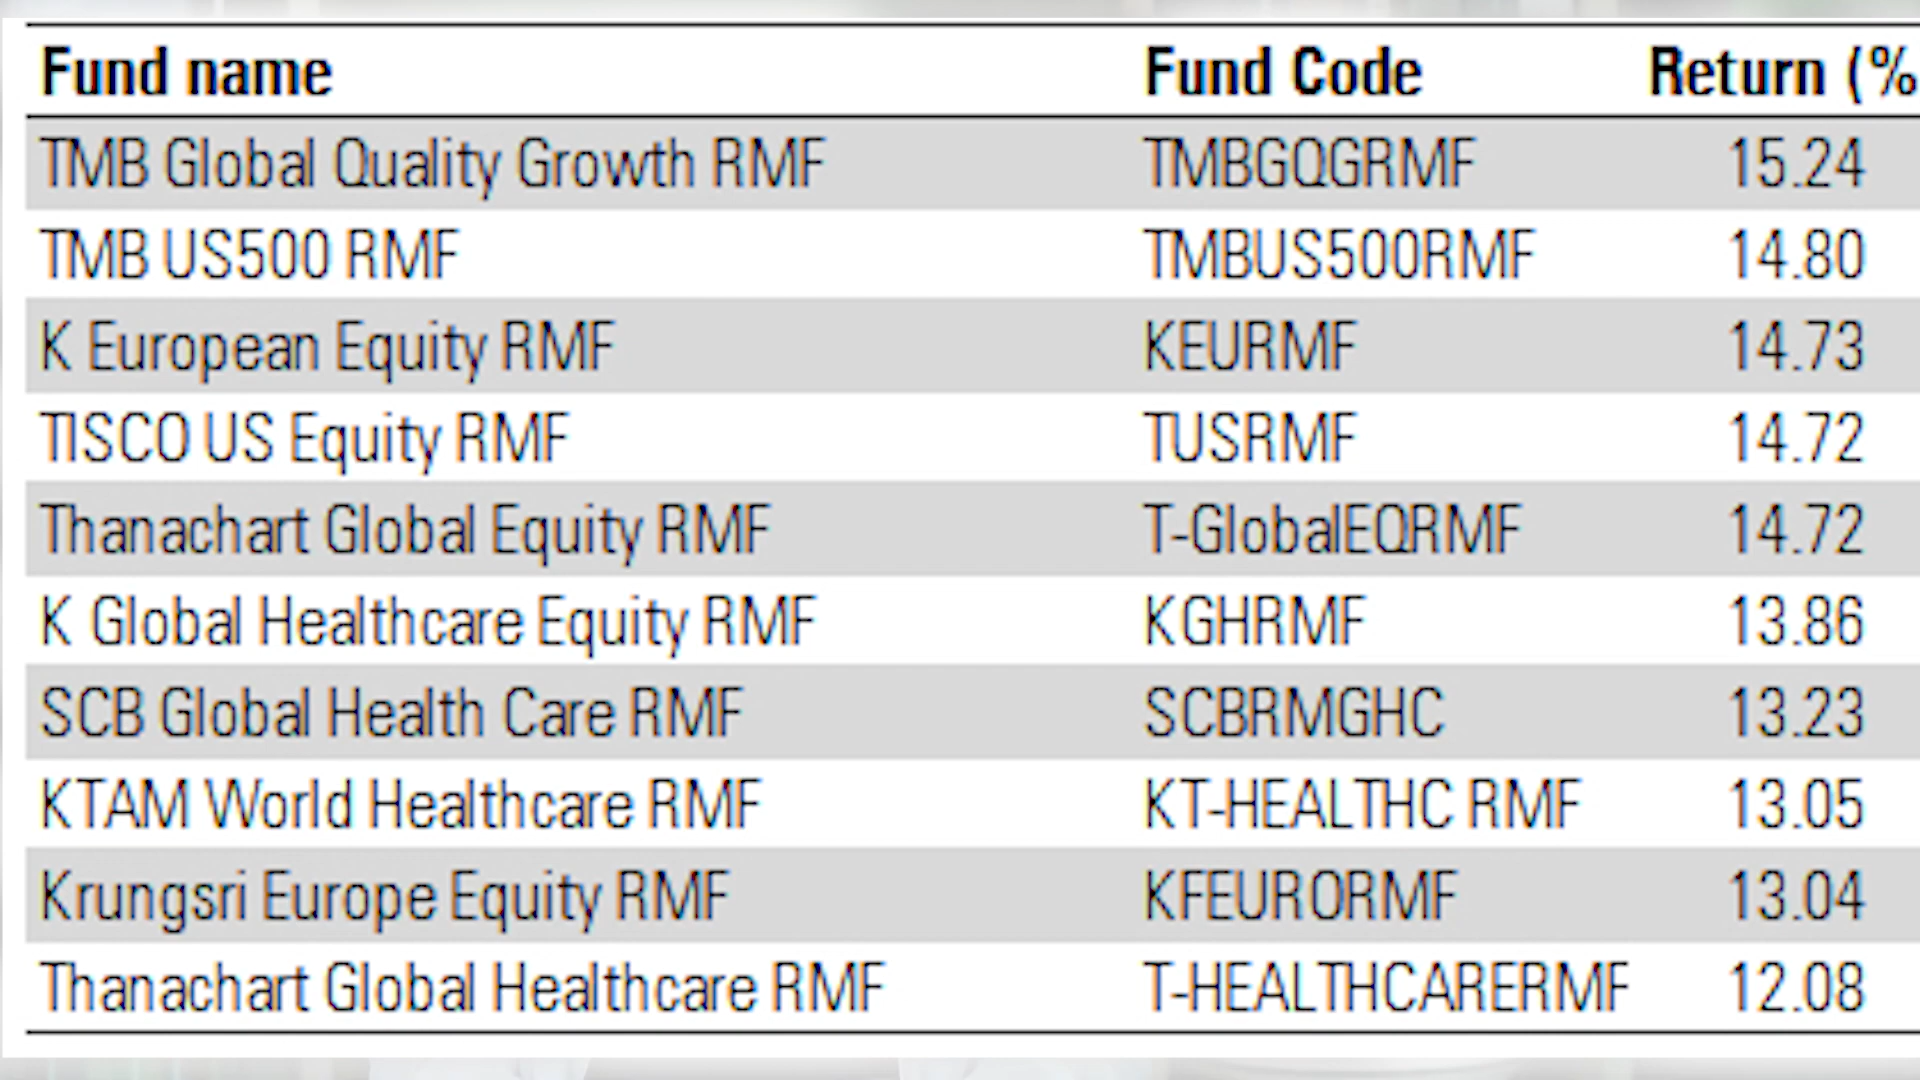 Fund name Fund Code Return (%
TMB Global Quality Growth RMF TMBGQGRMF 15.24
TMB US500 RMF TMBUS500RMF 14.80
K European Equity RMF KEURMF 14.73
TISCO US Equity RMF TUSRMF 14.72
Thanachart Global Equity RMF T-GlobalEQRMF 14.72
K Global Healthcare Equity RMF KGHRMF 13.86
SCB Global Health Care RMF SCBRMGHC 13.23
KTAM World Healthcare RMF KT-HEALTHC RMF 13.05
Krungsri Europe Equity RMF KFEURORMF 13.04
Thanachart Global Healthcare RMF T-HEALTHCARERMF 12.08